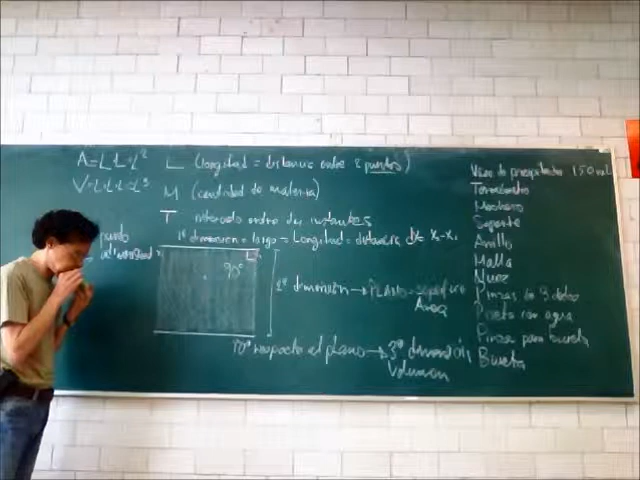 A = L·L = L²
V = L·L·L = L³
L (longitud = distancia entre 2 puntos)
M (cantidad de materia)
T intervalo entre dos instantes
punto
1ª dimensión = largo = Longitud = distancia
90°
2ª dimensión → Plano - superficie
Área
90° respecto al plano → 3ª dimensión
Volumen
Vaso de precipitados 150 ml
Termómetro
Mechero
Soporte
Anillo
Malla
Nuez
Pinzas de 3 dedos
con agua
Pinza para bureta
Bureta